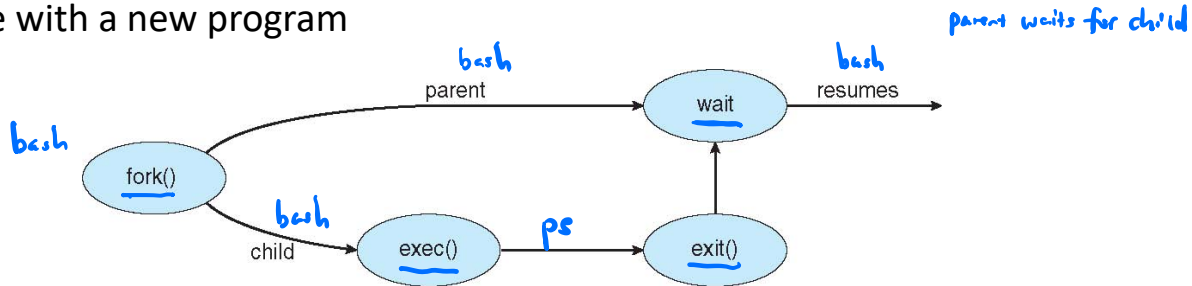 e with a new program
parent waits for child
bash
bash
parent
wait
resumes
bash
bash
fork()
bash
child
exec()
ps
exit()